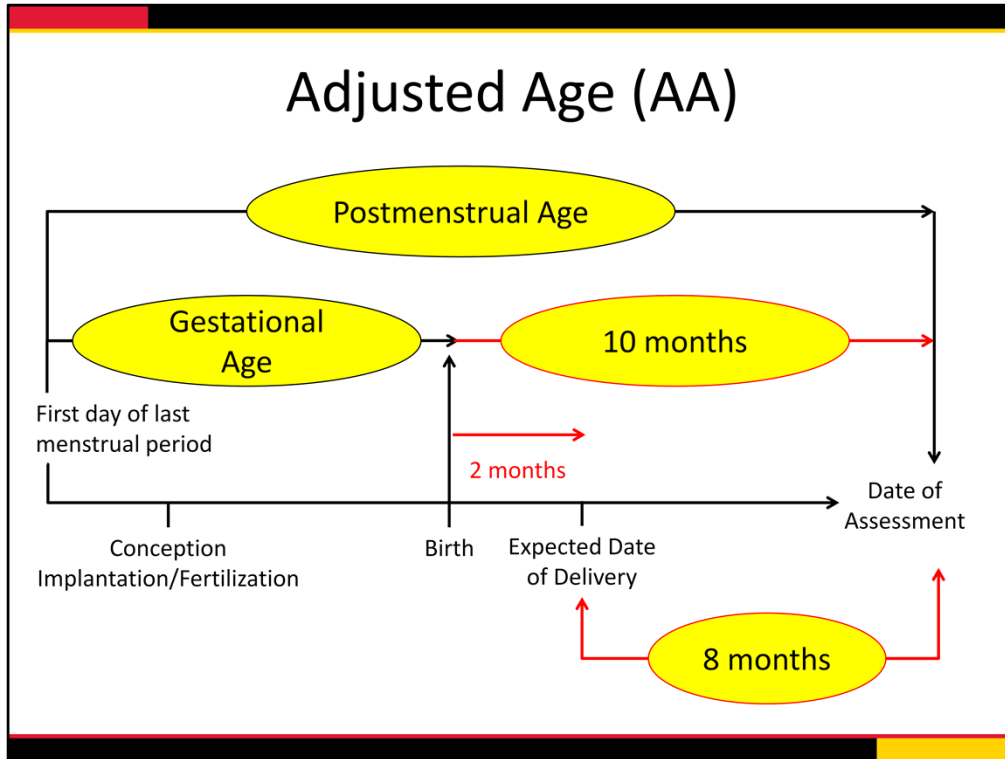 Adjusted Age (AA)
Postmenstrual Age
Gestational
Age
10 months
First day of last
menstrual period
2 months
Date of
Assessment
Conception
Implantation/Fertilization
Birth
Expected Date
of Delivery
8 months